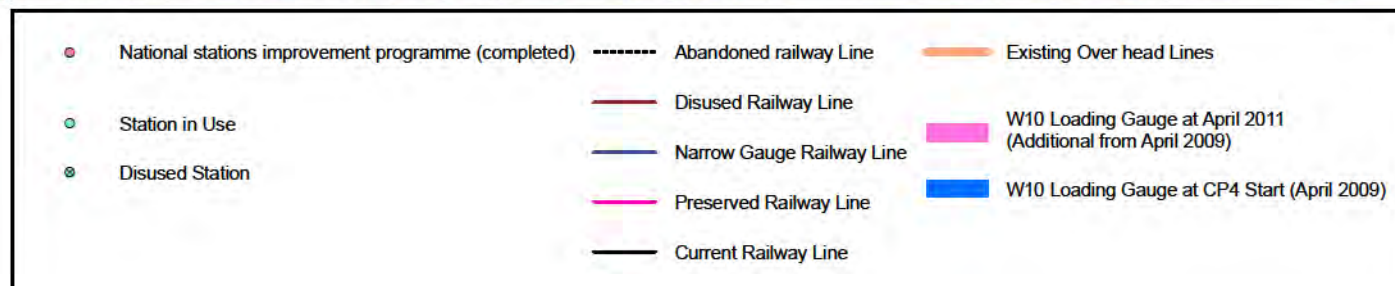 National stations improvement programme (completed)
Station in Use
Disused Station
Abandoned railway Line
Disused Railway Line
Narrow Gauge Railway Line
Preserved Railway Line
Current Railway Line
Existing Over head Lines
W10 Loading Gauge at April 2011
(Additional from April 2009)
W10 Loading Gauge at CP4 Start (April 2009)